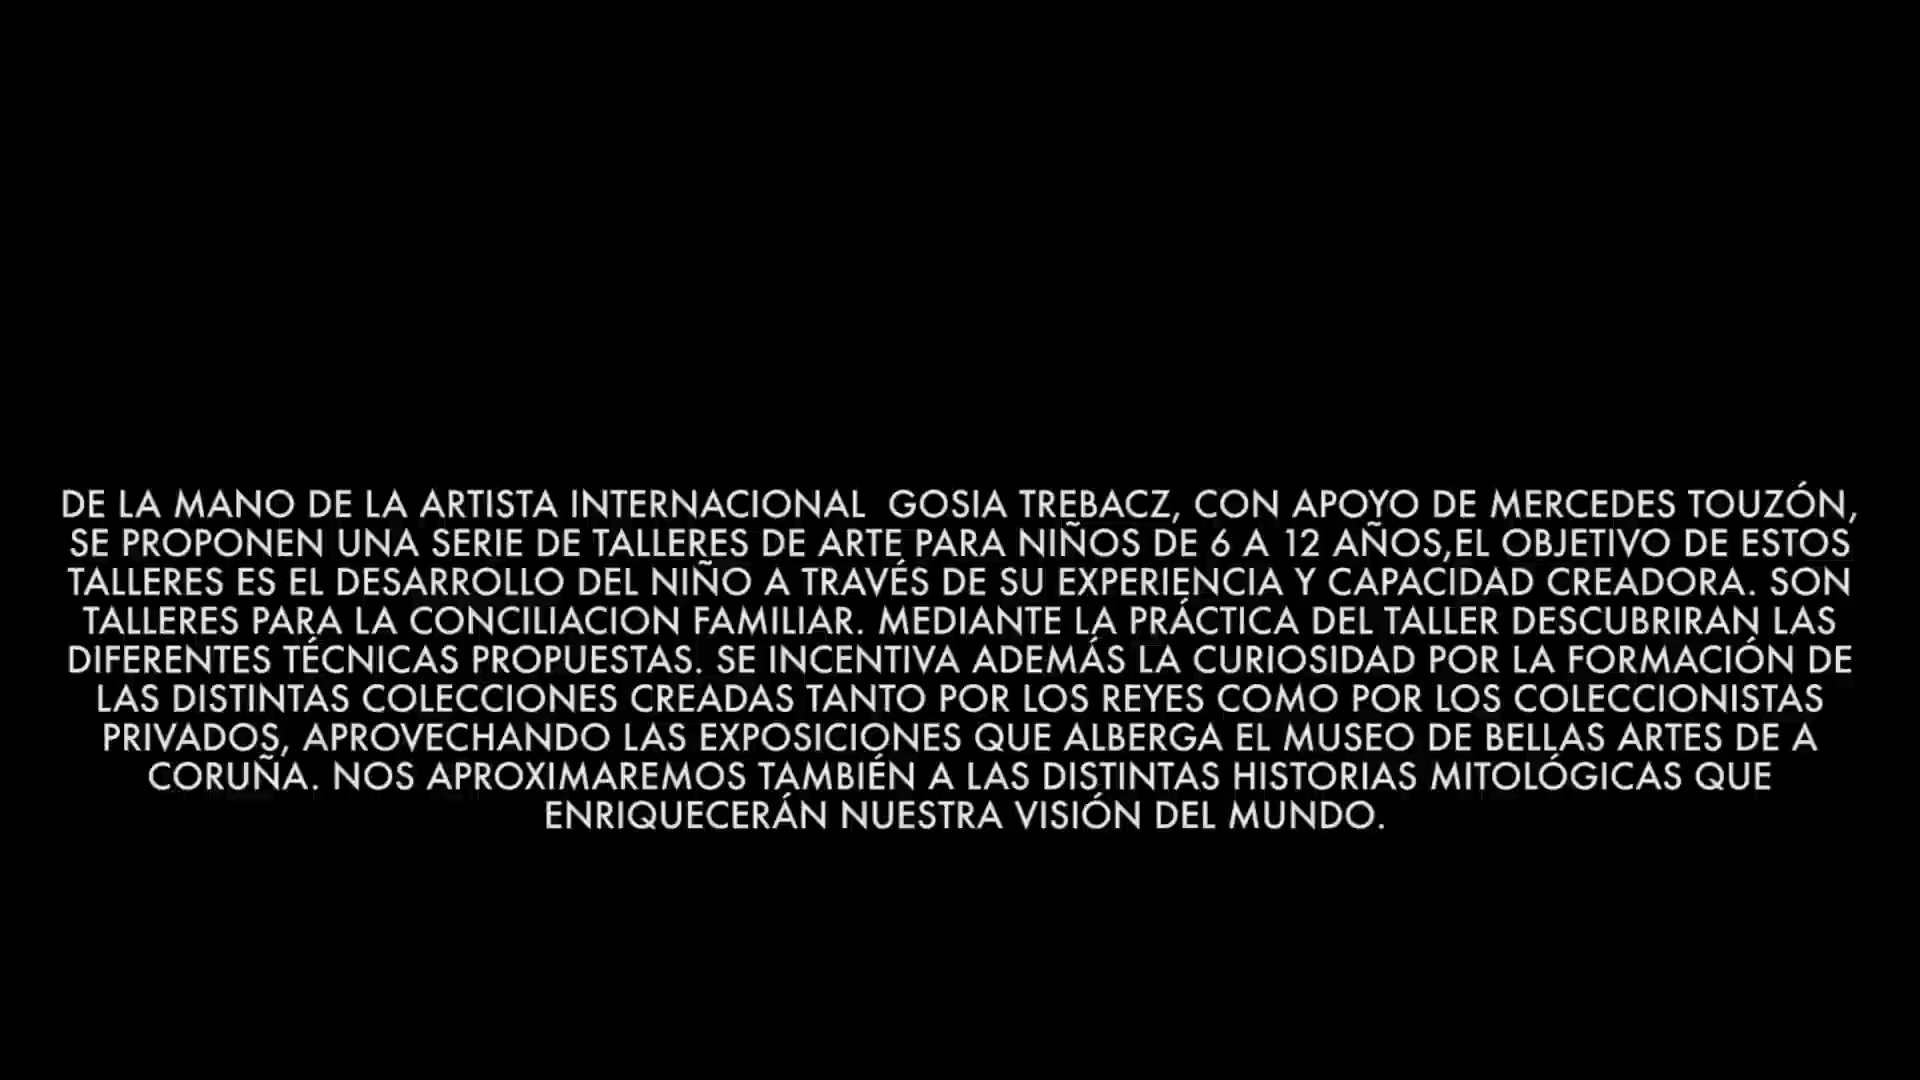 DE LA MANO DE LA ARTISTA INTERNACIONAL  GOSIA TREBACZ, CON APOYO DE MERCEDES TOUZÓN,
SE PROPONEN UNA SERIE DE TALLERES DE ARTE PARA NIÑOS DE 6 A 12 AÑOS,EL OBJETIVO DE ESTOS
TALLERES ES EL DESARROLLO DEL NIÑO A TRAVÉS DE SU EXPERIENCIA Y CAPACIDAD CREADORA. SON
TALLERES PARA LA CONCILIACION FAMILIAR. MEDIANTE LA PRÁCTICA DEL TALLER DESCUBRIRAN LAS
DIFERENTES TÉCNICAS PROPUESTAS. SE INCENTIVA ADEMÁS LA CURIOSIDAD POR LA FORMACIÓN DE
LAS DISTINTAS COLECCIONES CREADAS TANTO POR LOS REYES COMO POR LOS COLECCIONISTAS
PRIVADOS, APROVECHANDO LAS EXPOSICIONES QUE ALBERGA EL MUSEO DE BELLAS ARTES DE A
CORUÑA. NOS APROXIMAREMOS TAMBIÉN A LAS DISTINTAS HISTORIAS MITOLÓGICAS QUE
ENRIQUECERÁN NUESTRA VISIÓN DEL MUNDO.